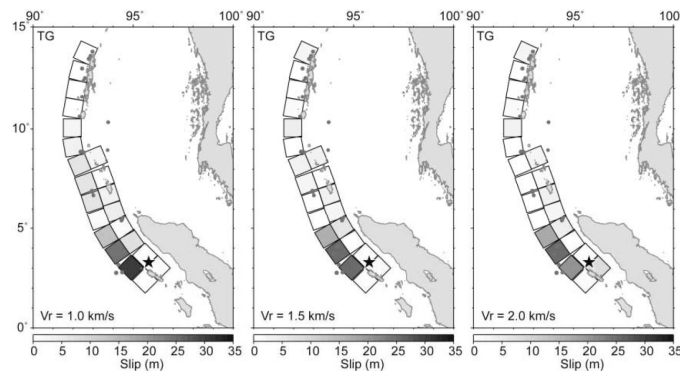 90° 95° 100° 90° 95° 100° 90° 95° 100°
15°
TG TG TG
10°
5°
Vr = 1.0 km/s Vr = 1.5 km/s Vr = 2.0 km/s
0°
0 5 10 15 20 25 30 35 0 5 10 15 20 25 30 35 0 5 10 15 20 25 30 35
Slip (m) Slip (m) Slip (m)